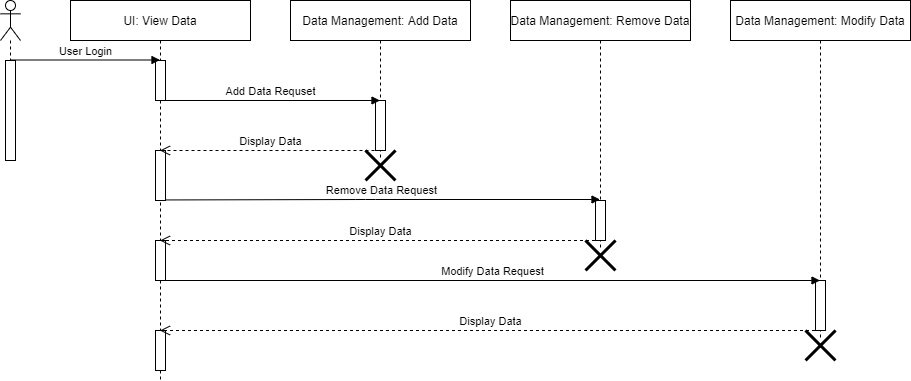 UI: View Data
Data Management: Add Data
Data Management: Remove Data
Data Management: Modify Data
User Login
Add Data Requset
Display Data
Remove Data Request
Display Data
Modify Data Request
Display Data